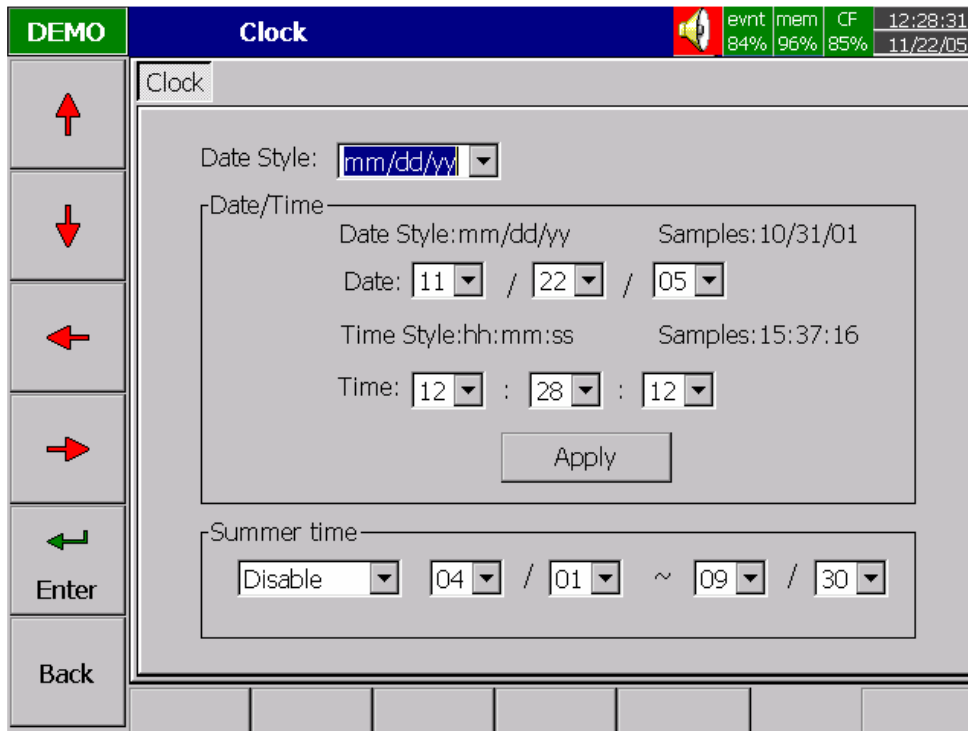 DEMO Clock evnt mem CF 12:28:31
84% 96% 85% 11/22/05
Clock
Date Style: mm/dd/yy
Date/Time
Date Style:mm/dd/yy Samples:10/31/01
Date: 11 / 22 / 05
Time Style:hh:mm:ss Samples:15:37:16
Time: 12 : 28 : 12
Apply
Summer time
Disable 04 / 01 ~ 09 / 30
Enter
Back